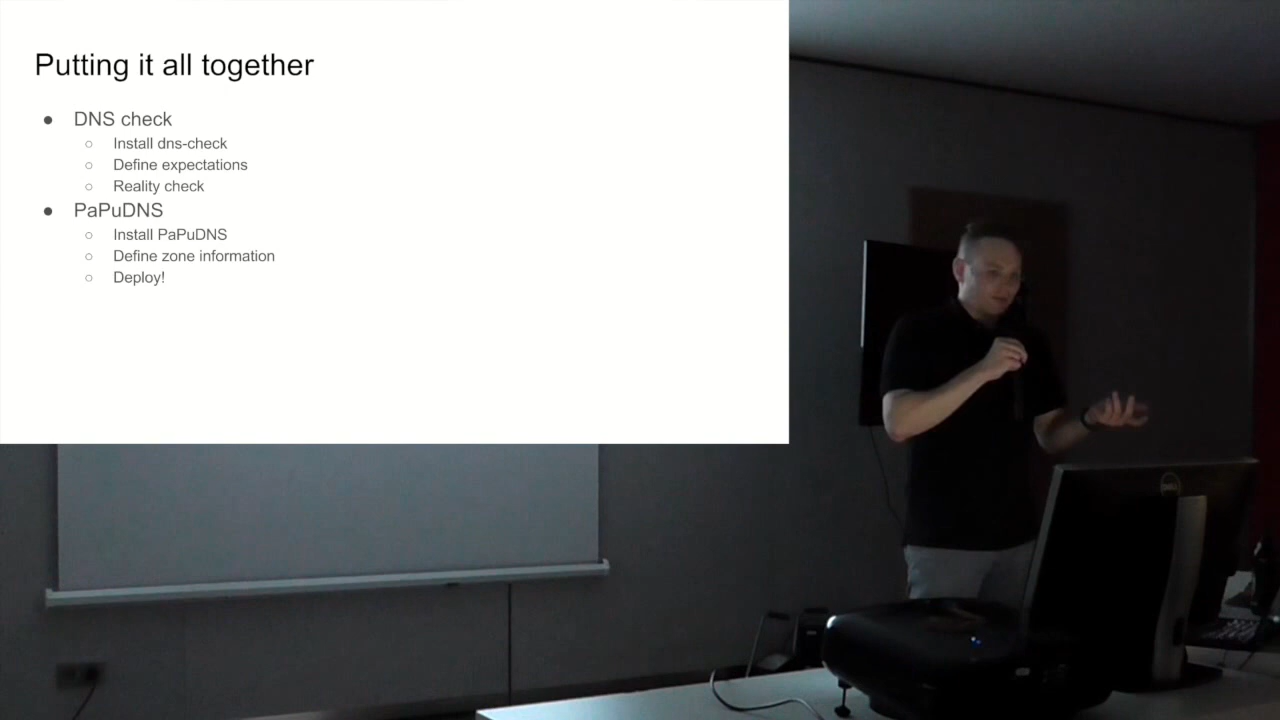 Putting it all together
● DNS check
○ Install dns-check
○ Define expectations
○ Reality check
● PaPuDNS
○ Install PaPuDNS
○ Define zone information
○ Deploy!
DELL